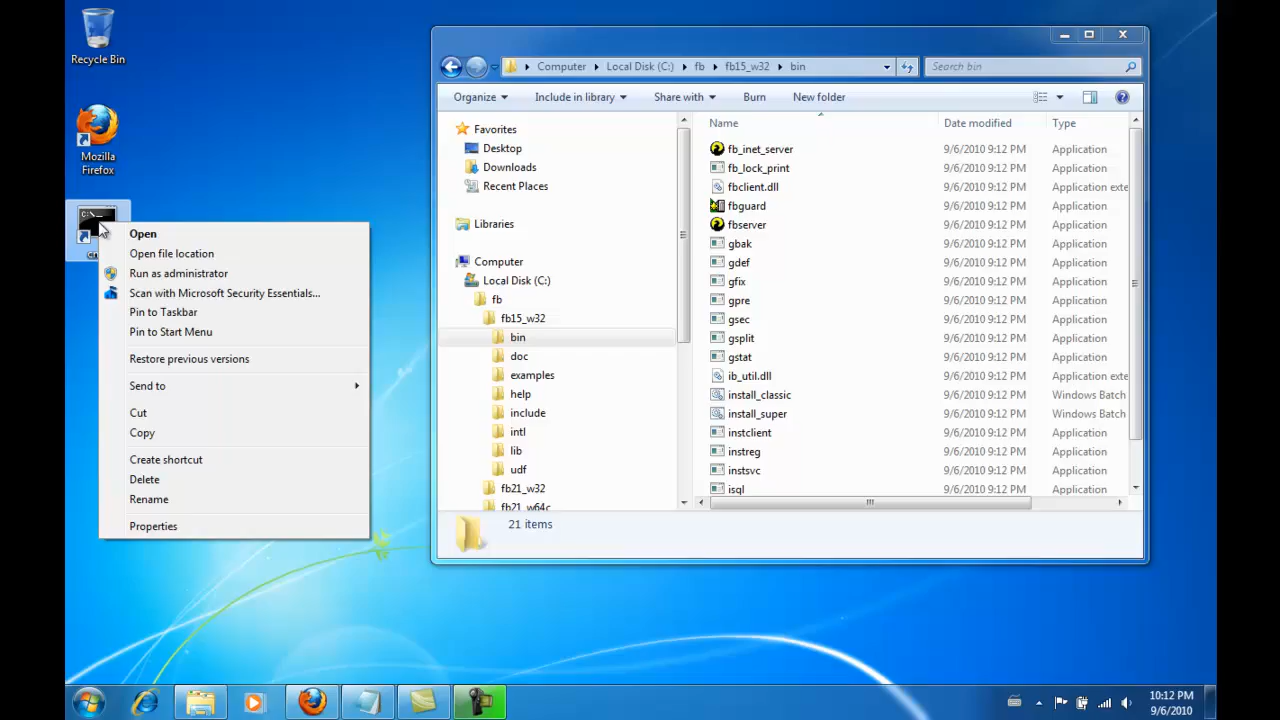 Recycle Bin
Mozilla
Firefox
Open
Open file location
Run as administrator
Scan with Microsoft Security Essentials...
Pin to Taskbar
Pin to Start Menu
Restore previous versions
Send to
Cut
Copy
Create shortcut
Delete
Rename
Properties
Computer
Local Disk (C:)
fb
fb15_w32
bin
Search bin
Organize
Include in library
Share with
Burn
New folder
Favorites
Desktop
Downloads
Recent Places
Libraries
Computer
Local Disk (C:)
fb
fb15_w32
bin
doc
examples
help
include
intl
lib
udf
fb21_w32
fb21_w64c
Name Date modified Type
fb_inet_server 9/6/2010 9:12 PM Application
fb_lock_print 9/6/2010 9:12 PM Application
fbclient.dll 9/6/2010 9:12 PM Application exte
fbguard 9/6/2010 9:12 PM Application
fbserver 9/6/2010 9:12 PM Application
gbak 9/6/2010 9:12 PM Application
gdef 9/6/2010 9:12 PM Application
gfix 9/6/2010 9:12 PM Application
gpre 9/6/2010 9:12 PM Application
gsec 9/6/2010 9:12 PM Application
gsplit 9/6/2010 9:12 PM Application
gstat 9/6/2010 9:12 PM Application
ib_util.dll 9/6/2010 9:12 PM Application exte
install_classic 9/6/2010 9:12 PM Windows Batch
install_super 9/6/2010 9:12 PM Windows Batch
instclient 9/6/2010 9:12 PM Application
instreg 9/6/2010 9:12 PM Application
instsvc 9/6/2010 9:12 PM Application
isql 9/6/2010 9:12 PM Application
21 items
10:12 PM
9/6/2010